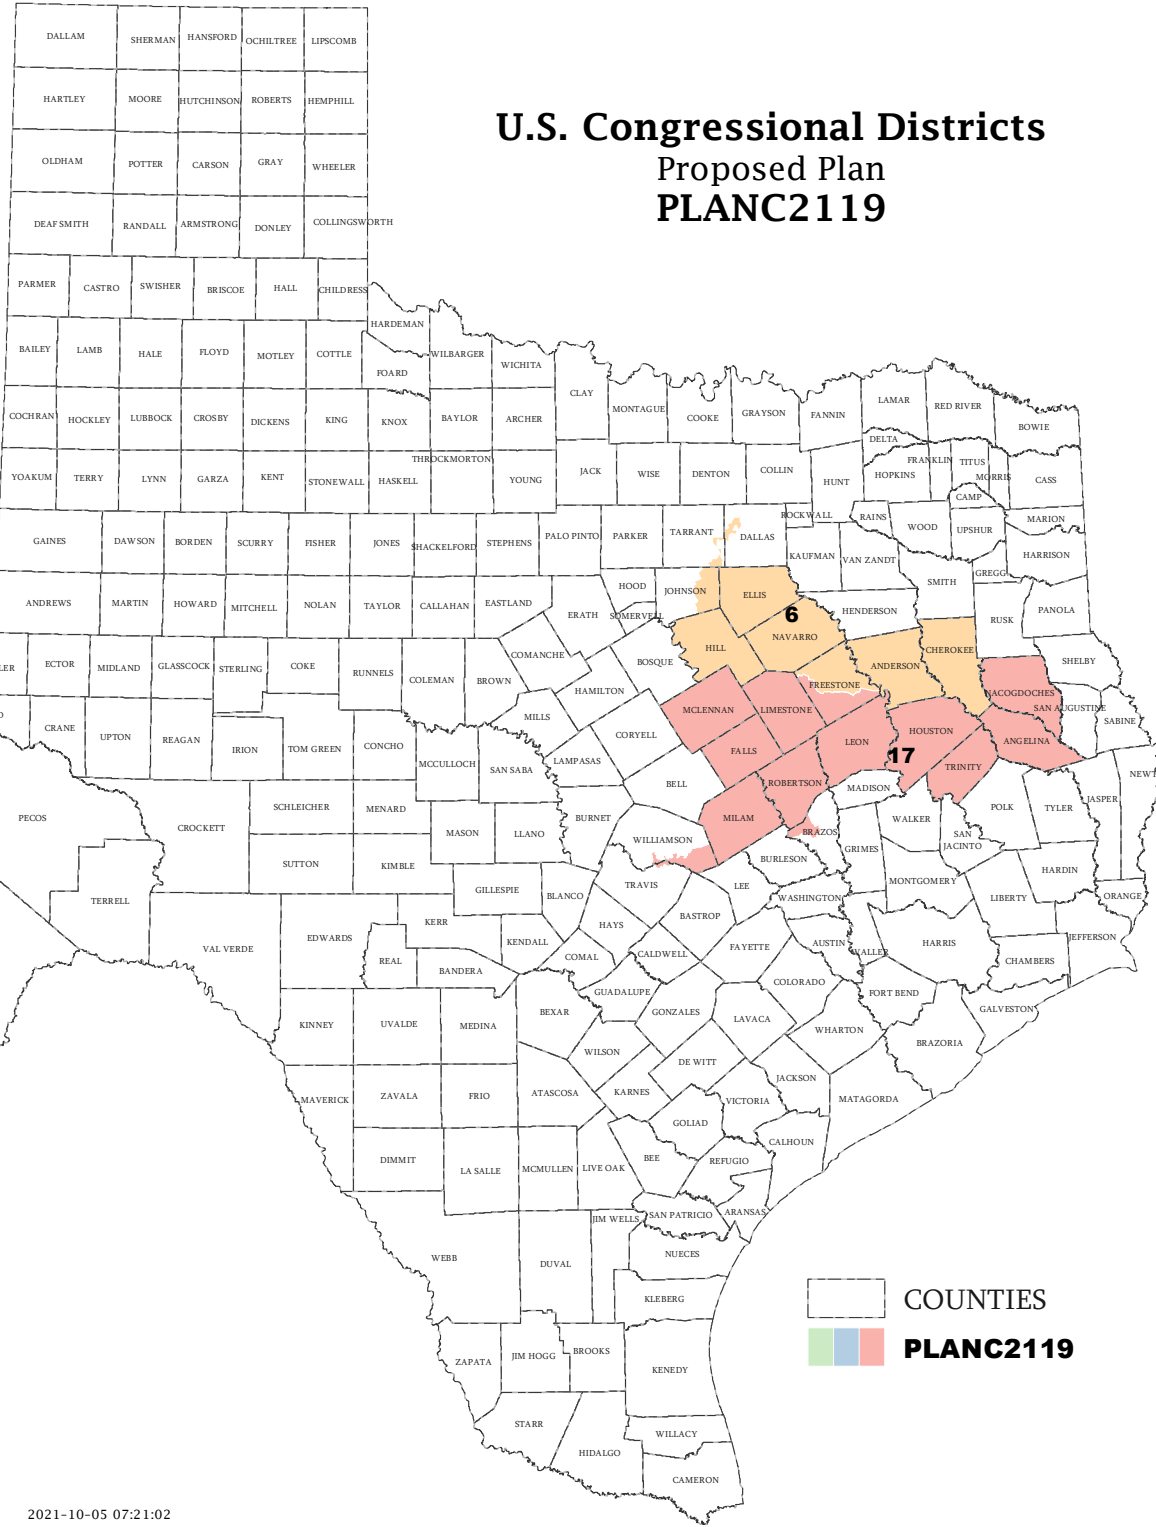 U.S. Congressional Districts
Proposed Plan
PLANC2119
DALLAM
SHERMAN
HANSFORD
OCHILTREE
LIPSCOMB
HARTLEY
MOORE
HUTCHINSON
ROBERTS
HEMPHILL
OLDHAM
POTTER
CARSON
GRAY
WHEELER
DEAF SMITH
RANDALL
ARMSTRONG
DONLEY
COLLINGSWORTH
PARMER
CASTRO
SWISHER
BRISCOE
HALL
CHILDRESS
HARDEMAN
BAILEY
LAMB
HALE
FLOYD
MOTLEY
COTTLE
FOARD
WILBARGER
WICHITA
CLAY
MONTAGUE
COOKE
GRAYSON
FANNIN
LAMAR
RED RIVER
BOWIE
COCHRAN
HOCKLEY
LUBBOCK
CROSBY
DICKENS
KING
KNOX
BAYLOR
ARCHER
DELTA
YOAKUM
TERRY
LYNN
GARZA
KENT
STONEWALL
HASKELL
THROCKMORTON
YOUNG
JACK
WISE
DENTON
COLLIN
HUNT
HOPKINS
FRANKLIN
TITUS
MORRIS
CASS
CAMP
GAINES
DAWSON
BORDEN
SCURRY
FISHER
JONES
SHACKELFORD
STEPHENS
PALO PINTO
PARKER
TARRANT
DALLAS
ROCKWALL
RAINS
WOOD
UPSHUR
MARION
KAUFMAN
VAN ZANDT
SMITH
GREGG
HARRISON
ANDREWS
MARTIN
HOWARD
MITCHELL
NOLAN
TAYLOR
CALLAHAN
EASTLAND
ERATH
HOOD
SOMERVELL
JOHNSON
ELLIS
6
NAVARRO
HENDERSON
RUSK
PANOLA
LER
ECTOR
MIDLAND
GLASSCOCK
STERLING
COKE
RUNNELS
COLEMAN
BROWN
COMANCHE
HAMILTON
BOSQUE
HILL
FREESTONE
ANDERSON
CHEROKEE
NACOGDOCHES
SHELBY
SAN AUGUSTINE
SABINE
CRANE
UPTON
REAGAN
IRION
TOM GREEN
CONCHO
MCCULLOCH
SAN SABA
MILLS
LAMPASAS
CORYELL
MCLENNAN
LIMESTONE
FALLS
LEON
17
HOUSTON
ANGELINA
TRINITY
NEWT
PECOS
CROCKETT
SCHLEICHER
MENARD
MASON
LLANO
BURNET
BELL
MILAM
ROBERTSON
MADISON
BRAZOS
WALKER
POLK
TYLER
JASPER
TERRELL
SUTTON
KIMBLE
GILLESPIE
BLANCO
WILLIAMSON
TRAVIS
BURLESON
LEE
GRIMES
SAN
JACINTO
MONTGOMERY
LIBERTY
HARDIN
ORANGE
VAL VERDE
EDWARDS
REAL
KERR
BANDERA
KENDALL
HAYS
COMAL
CALDWELL
BASTROP
FAYETTE
WASHINGTON
AUSTIN
WALLER
HARRIS
CHAMBERS
JEFFERSON
KINNEY
UVALDE
MEDINA
BEXAR
GUADALUPE
GONZALES
LAVACA
COLORADO
FORT BEND
GALVESTON
WHARTON
BRAZORIA
WILSON
DE WITT
MAVERICK
ZAVALA
FRIO
ATASCOSA
KARNES
GOLIAD
VICTORIA
JACKSON
MATAGORDA
DIMMIT
LA SALLE
MCMULLEN
LIVE OAK
BEE
REFUGIO
CALHOUN
JIM WELLS
SAN PATRICIO
ARANSAS
WEBB
DUVAL
NUECES
KLEBERG
ZAPATA
JIM HOGG
BROOKS
KENEDY
STARR
HIDALGO
WILLACY
CAMERON
COUNTIES
PLANC2119
2021-10-05 07:21:02